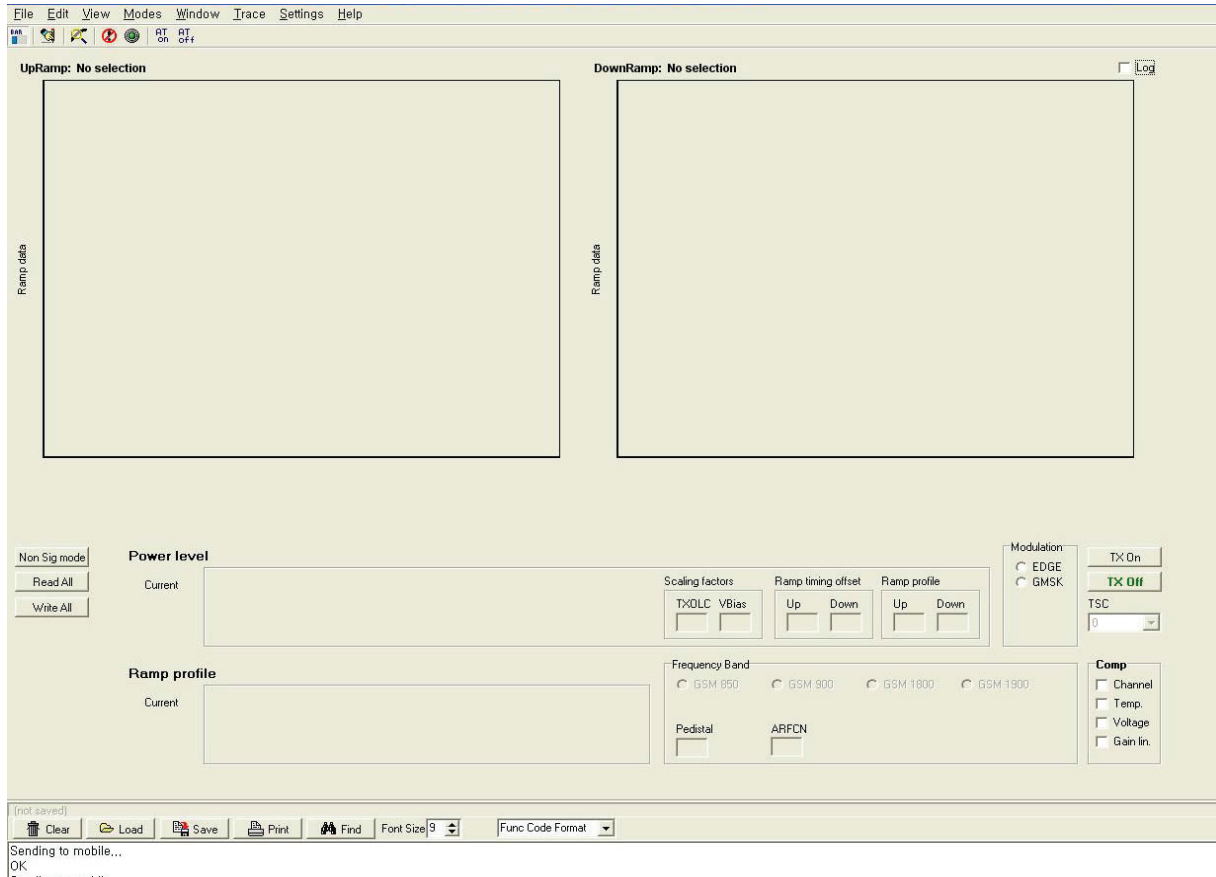 File Edit View Modes Window Trace Settings Help
BAR AT on AT off
UpRamp: No selection
DownRamp: No selection
Log
Ramp data
Ramp data
Non Sig mode
Read All
Write All
Power level
Current
Scaling factors
TXOLC VBias
Ramp timing offset
Up Down
Ramp profile
Up Down
Modulation
EDGE
GMSK
TX On
TX Off
TSC
0
Ramp profile
Current
Frequency Band
GSM 850 GSM 900 GSM 1800 GSM 1900
Pedistal ARFCN
Comp
Channel
Temp.
Voltage
Gain lin.
(not saved)
Clear Load Save Print Find Font Size 9 Func Code Format
Sending to mobile...
OK